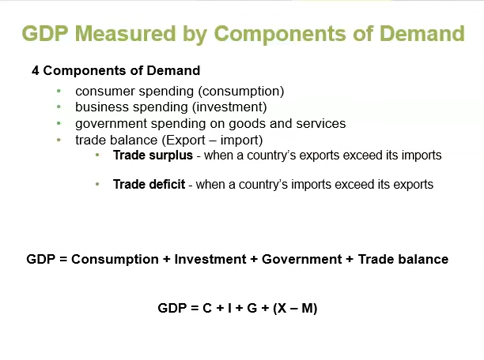 GDP Measured by Components of Demand
4 Components of Demand
• consumer spending (consumption)
• business spending (investment)
• government spending on goods and services
• trade balance (Export – import)
• Trade surplus - when a country's exports exceed its imports
• Trade deficit - when a country's imports exceed its exports
GDP = Consumption + Investment + Government + Trade balance
GDP = C + I + G + (X – M)